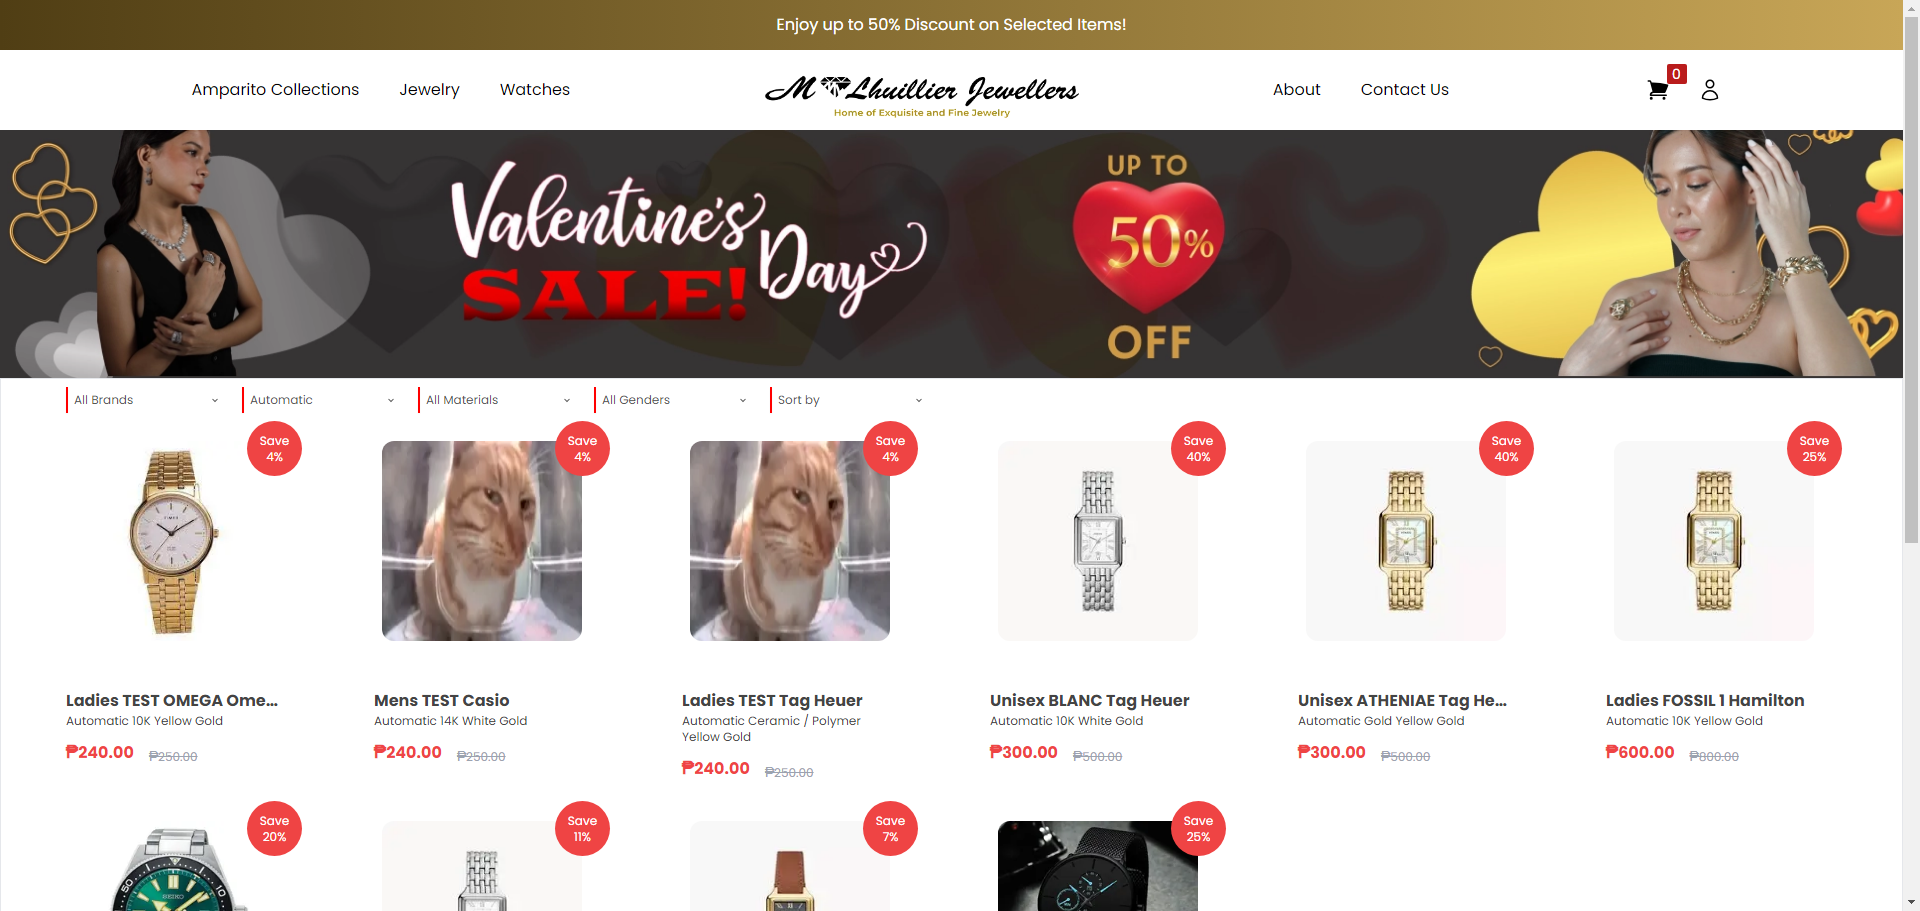 Enjoy up to 50% Discount on Selected Items!
Amparito Collections
Jewelry
Watches
M Lhuillier Jewellers
Home of Exquisite and Fine Jewelry
About
Contact Us
0
Valentine's
Day
SALE!
UP TO
50%
OFF
All Brands
Automatic
All Materials
All Genders
Sort by
Save
4%
Save
4%
Save
4%
Save
40%
Save
40%
Save
25%
Ladies TEST OMEGA Ome...
Automatic 10K Yellow Gold
₱240.00 ₱250.00
Mens TEST Casio
Automatic 14K White Gold
₱240.00 ₱250.00
Ladies TEST Tag Heuer
Automatic Ceramic / Polymer
Yellow Gold
₱240.00 ₱250.00
Unisex BLANC Tag Heuer
Automatic 10K White Gold
₱300.00 ₱500.00
Unisex ATHENIAE Tag He...
Automatic Gold Yellow Gold
₱300.00 ₱500.00
Ladies FOSSIL 1 Hamilton
Automatic 10K Yellow Gold
₱600.00 ₱800.00
Save
20%
Save
11%
Save
7%
Save
25%
50
10
SEIKO